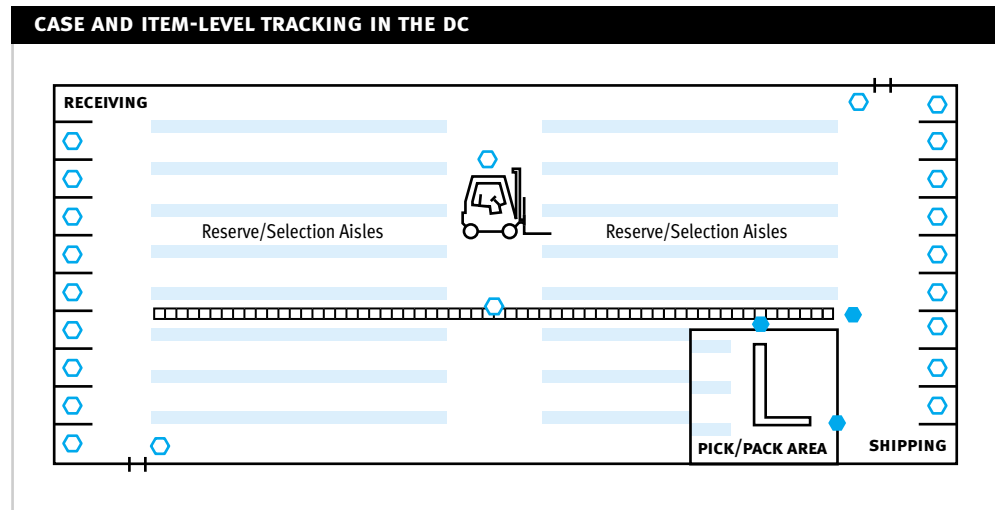 CASE AND ITEM-LEVEL TRACKING IN THE DC
RECEIVING
Reserve/Selection Aisles
Reserve/Selection Aisles
PICK/PACK AREA
SHIPPING